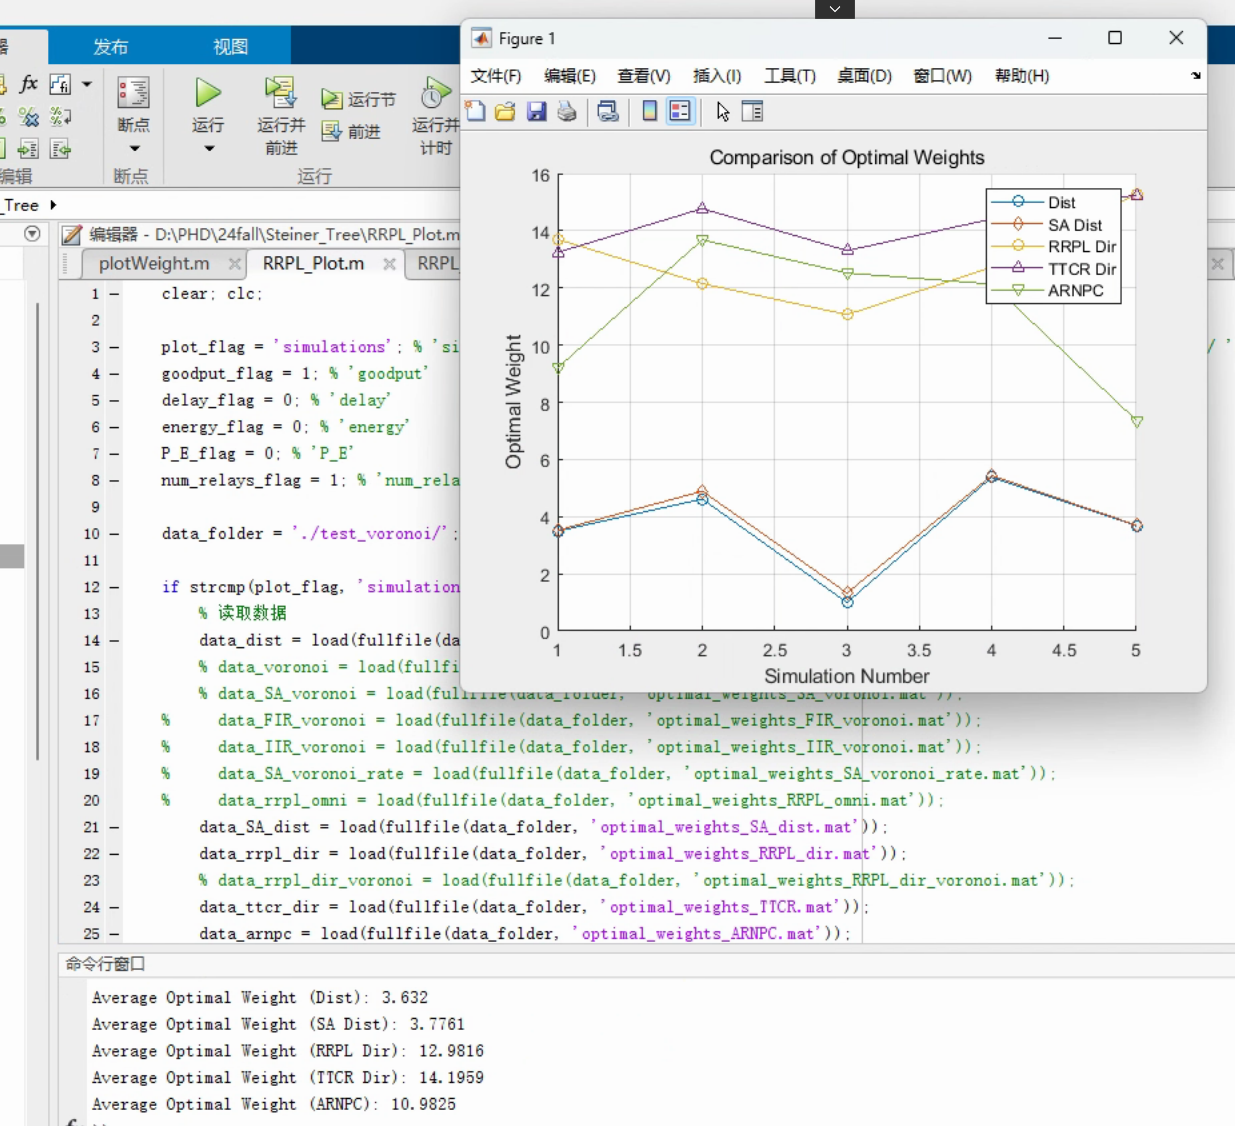 发布
视图
Figure 1
文件(F) 编辑(E) 查看(V) 插入(I) 工具(T) 桌面(D) 窗口(W) 帮助(H)
fx
断点
运行
运行并
前进
运行节
前进
运行并
计时
编辑
断点
运行
_Tree
编辑器 - D:\PHD\24fall\Steiner_Tree\RRPL_Plot.m
plotWeight.m
RRPL_Plot.m
RRPL
Comparison of Optimal Weights
Optimal Weight
16
14
12
10
8
6
4
2
0
1 1.5 2 2.5 3 3.5 4 4.5 5
Simulation Number
Dist
SA Dist
RRPL Dir
TTCR Dir
ARNPC
1 clear; clc;
2
3 plot_flag = 'simulations'; % 'si / '
4 goodput_flag = 1; % 'goodput'
5 delay_flag = 0; % 'delay'
6 energy_flag = 0; % 'energy'
7 P_E_flag = 0; % 'P_E'
8 num_relays_flag = 1; % 'num_rela
9
10 data_folder = './test_voronoi/';
11
12 if strcmp(plot_flag, 'simulation
13 % 读取数据
14 data_dist = load(fullfile(da
15 % data_voronoi = load(fullfi
16 % data_SA_voronoi = load(fullfile(data_folder, 'optimal_weights_SA_voronoi.mat'));
17 % data_FIR_voronoi = load(fullfile(data_folder, 'optimal_weights_FIR_voronoi.mat'));
18 % data_IIR_voronoi = load(fullfile(data_folder, 'optimal_weights_IIR_voronoi.mat'));
19 % data_SA_voronoi_rate = load(fullfile(data_folder, 'optimal_weights_SA_voronoi_rate.mat'));
20 % data_rrpl_omni = load(fullfile(data_folder, 'optimal_weights_RRPL_omni.mat'));
21 data_SA_dist = load(fullfile(data_folder, 'optimal_weights_SA_dist.mat'));
22 data_rrpl_dir = load(fullfile(data_folder, 'optimal_weights_RRPL_dir.mat'));
23 % data_rrpl_dir_voronoi = load(fullfile(data_folder, 'optimal_weights_RRPL_dir_voronoi.mat'));
24 data_ttcr_dir = load(fullfile(data_folder, 'optimal_weights_TTCR.mat'));
25 data_arnpc = load(fullfile(data_folder, 'optimal_weights_ARNPC.mat'));
命令行窗口
Average Optimal Weight (Dist): 3.632
Average Optimal Weight (SA Dist): 3.7761
Average Optimal Weight (RRPL Dir): 12.9816
Average Optimal Weight (TTCR Dir): 14.1959
Average Optimal Weight (ARNPC): 10.9825